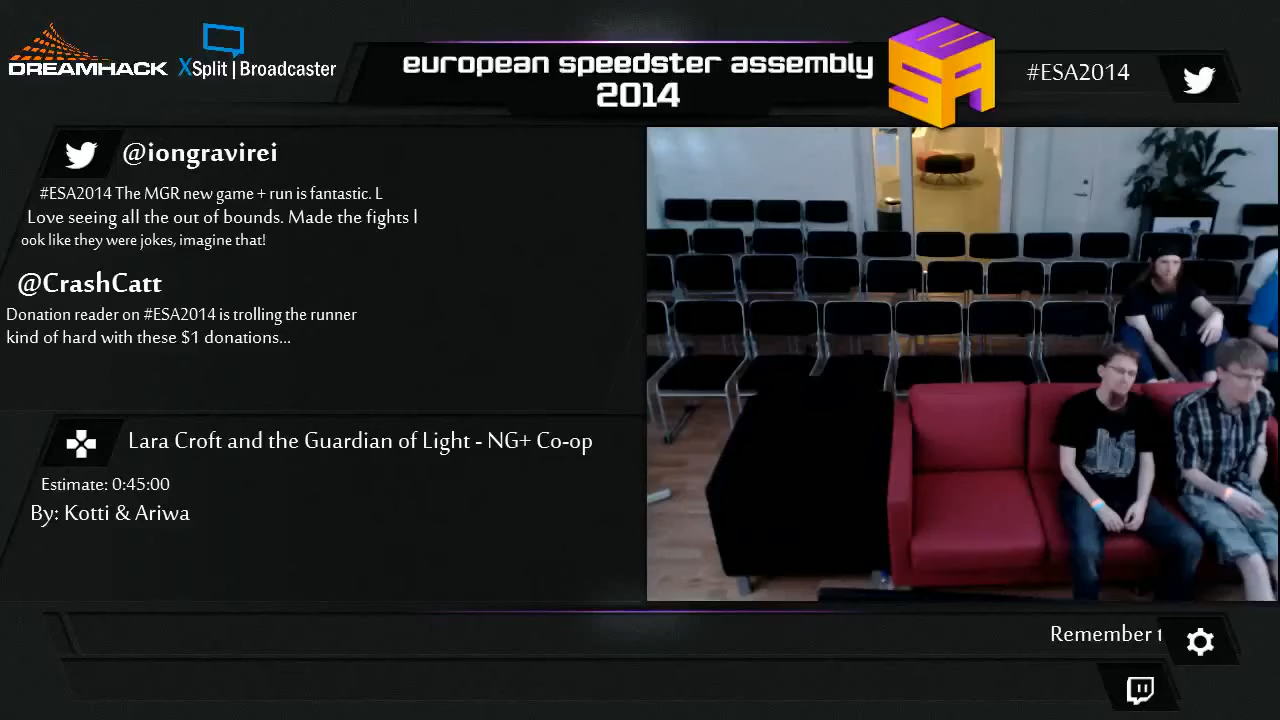 DREAMHACK
XSplit | Broadcaster
european speedster assembly
2014
SA
#ESA2014
@iongravirei
#ESA2014 The MGR new game + run is fantastic. L
Love seeing all the out of bounds. Made the fights l
ook like they were jokes, imagine that!
@CrashCatt
Donation reader on #ESA2014 is trolling the runner
kind of hard with these $1 donations...
Lara Croft and the Guardian of Light - NG+ Co-op
Estimate: 0:45:00
By: Kotti & Ariwa
Remember t